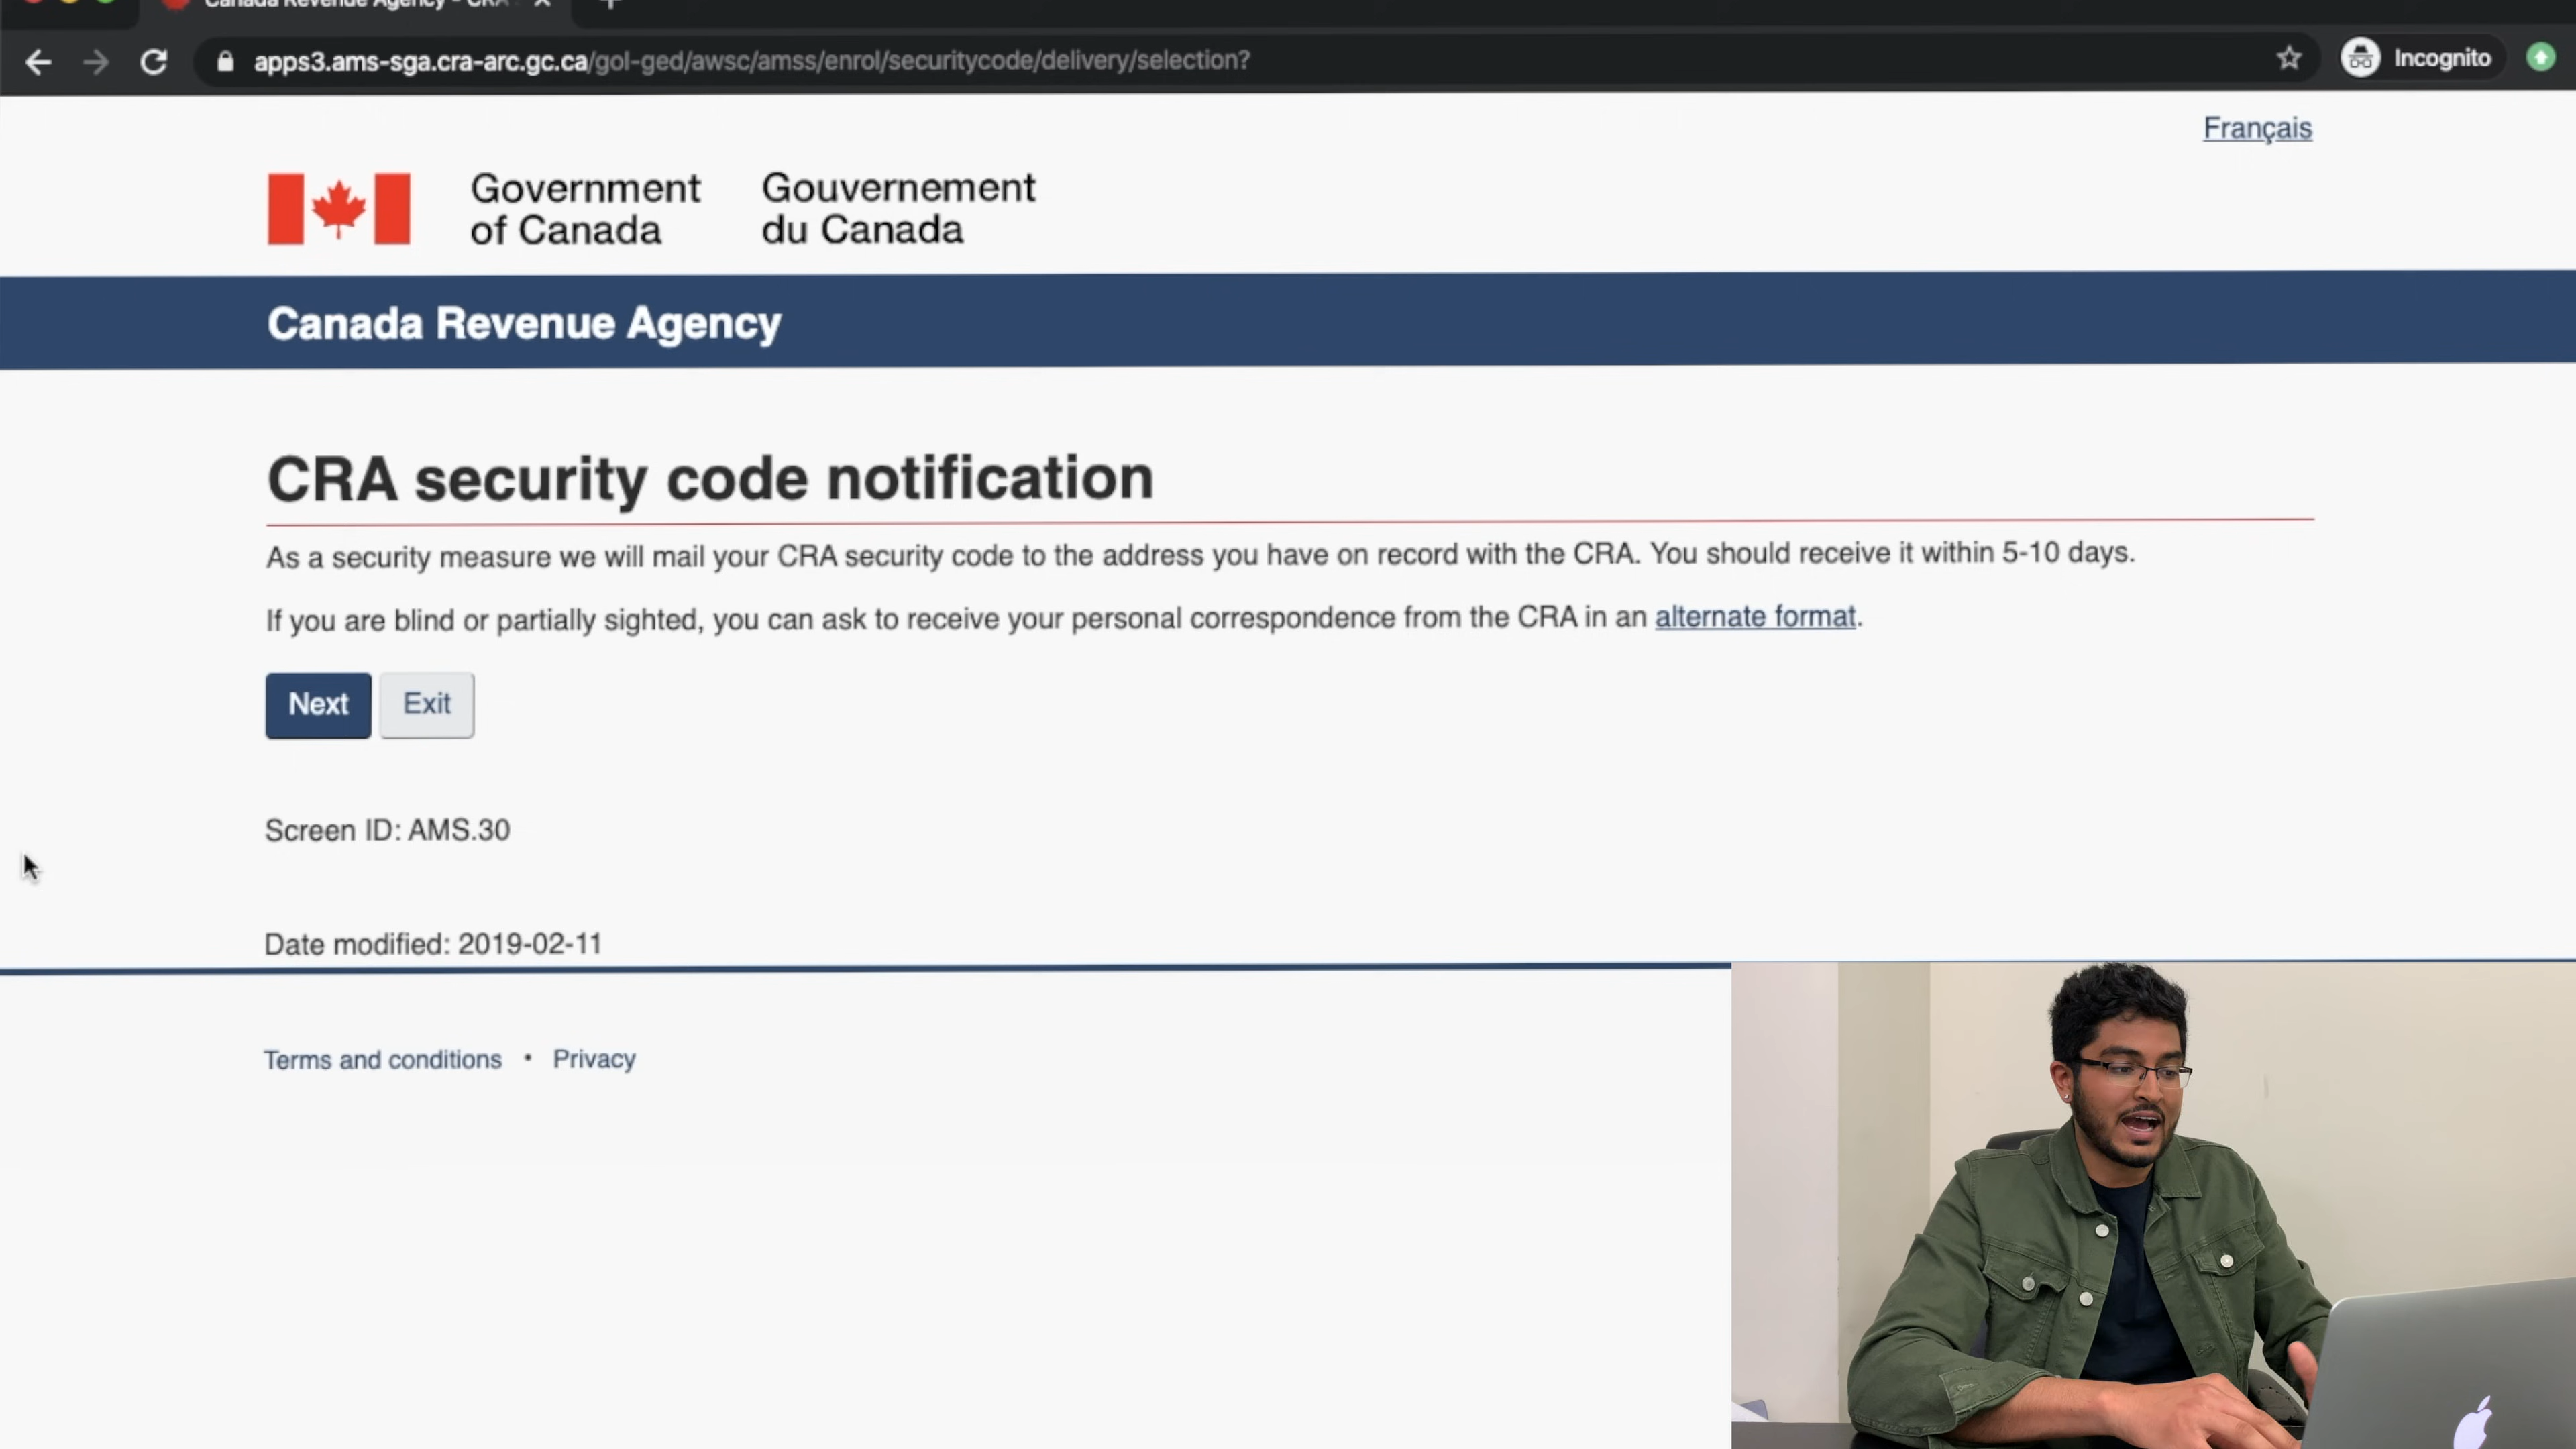 Canada Revenue Agency - CRA
apps3.ams-sga.cra-arc.gc.ca/gol-ged/awsc/amss/enrol/securitycode/delivery/selection?
Incognito
Français
Government
of Canada
Gouvernement
du Canada
Canada Revenue Agency
CRA security code notification
As a security measure we will mail your CRA security code to the address you have on record with the CRA. You should receive it within 5-10 days.
If you are blind or partially sighted, you can ask to receive your personal correspondence from the CRA in an alternate format.
Next
Exit
Screen ID: AMS.30
Date modified: 2019-02-11
Terms and conditions • Privacy